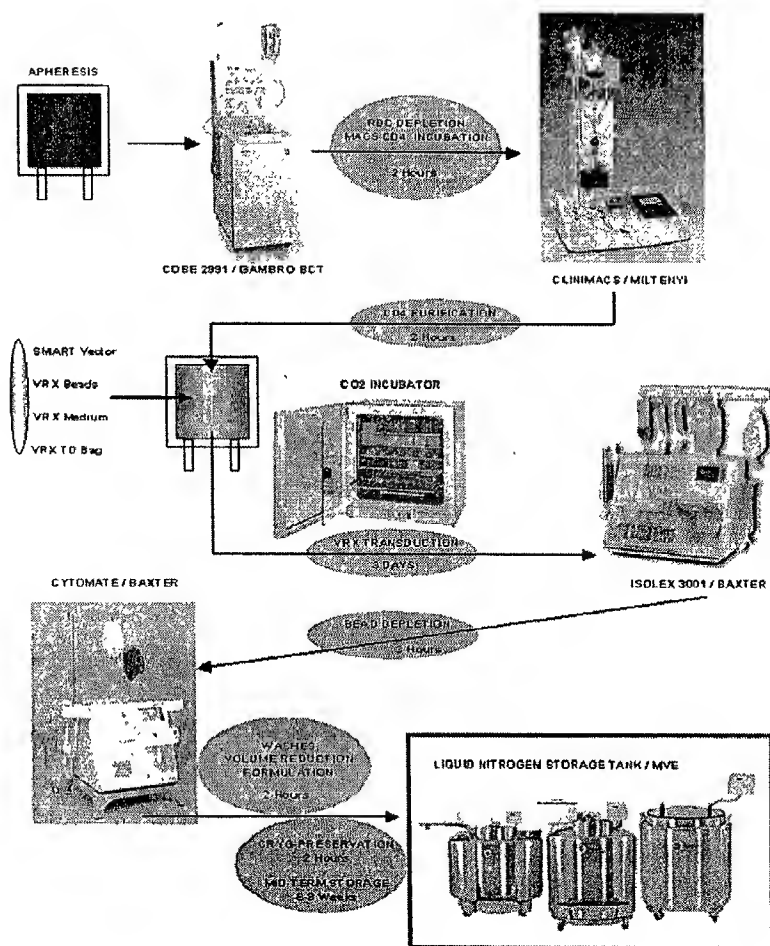 APHERESIS
RBC DEPLETION
MACS CD4 INCUBATION
2 Hours
COBE 2991 / GAMBRO BCT
CLINIMACS / MILTENYI
CD4 PURIFICATION
2 Hours
SMART Vector
VRX Beads
VRX Medium
VRX TD Bag
CO2 INCUBATOR
VRX TRANSDUCTION
3 DAYS
ISOLEX 300I / BAXTER
CYTOMATE / BAXTER
BEAD DEPLETION
Hours
WASHES
VOLUME REDUCTION
FORMULATION
2 Hours
LIQUID NITROGEN STORAGE TANK / MVE
CRYO-PRESERVATION
2 Hours
MID TERM STORAGE
Weeks